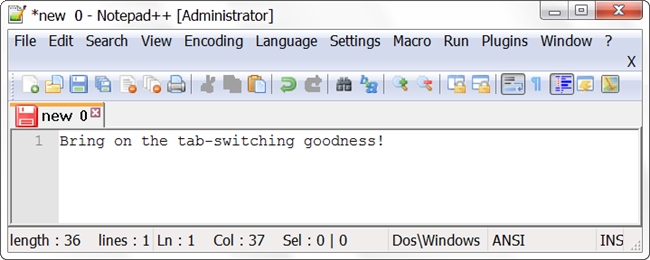 *new  0 - Notepad++ [Administrator]
File Edit Search View Encoding Language Settings Macro Run Plugins Window ?
X
new 0
1 Bring on the tab-switching goodness!
length : 36 lines : 1 Ln : 1 Col : 37 Sel : 0 | 0 Dos\Windows ANSI INS